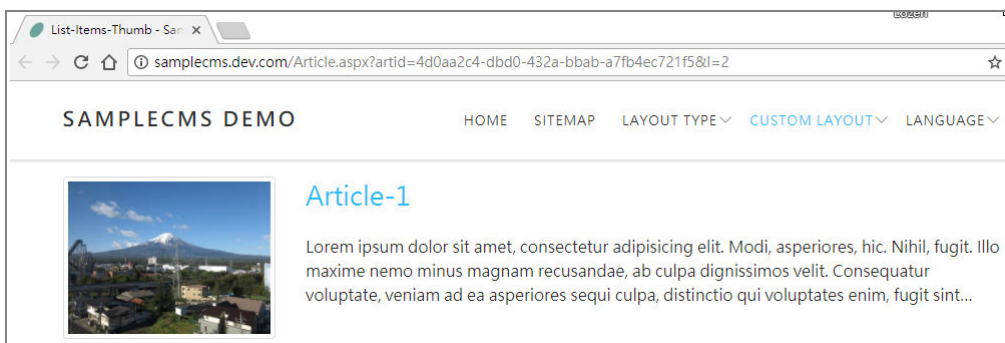 Lozen
List-Items-Thumb - Sar
samplecms.dev.com/Article.aspx?artid=4d0aa2c4-dbd0-432a-bbab-a7fb4ec721f5&l=2
SAMPLECMS DEMO HOME SITEMAP LAYOUT TYPE CUSTOM LAYOUT LANGUAGE
Article-1
Lorem ipsum dolor sit amet, consectetur adipisicing elit. Modi, asperiores, hic. Nihil, fugit. Illo
maxime nemo minus magnam recusandae, ab culpa dignissimos velit. Consequatur
voluptate, veniam ad ea asperiores sequi culpa, distinctio qui voluptates enim, fugit sint...